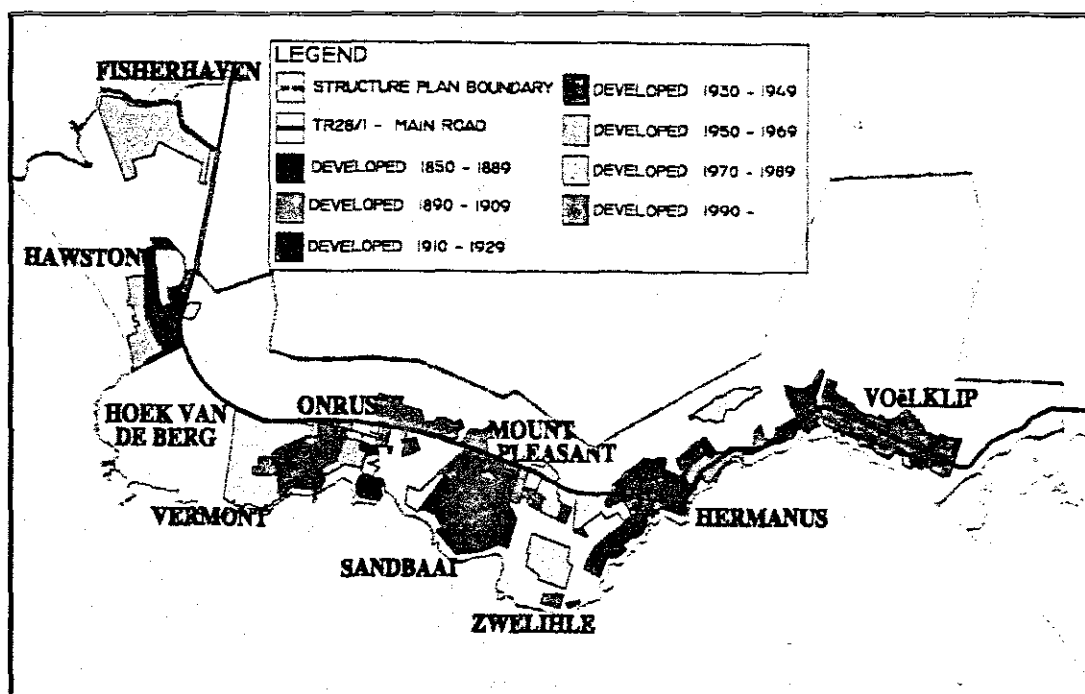 LEGEND
STRUCTURE PLAN BOUNDARY
TR28/1 - MAIN ROAD
DEVELOPED 1850 - 1889
DEVELOPED 1890 - 1909
DEVELOPED 1910 - 1929
DEVELOPED 1930 - 1949
DEVELOPED 1950 - 1969
DEVELOPED 1970 - 1989
DEVELOPED 1990 -
FISHERHAVEN
HAWSTON
HOEK VAN
DE BERG
ONRUS
VERMONT
MOUNT
PLEASANT
SANDBAAI
ZWELIHLE
HERMANUS
VOëLKLIP